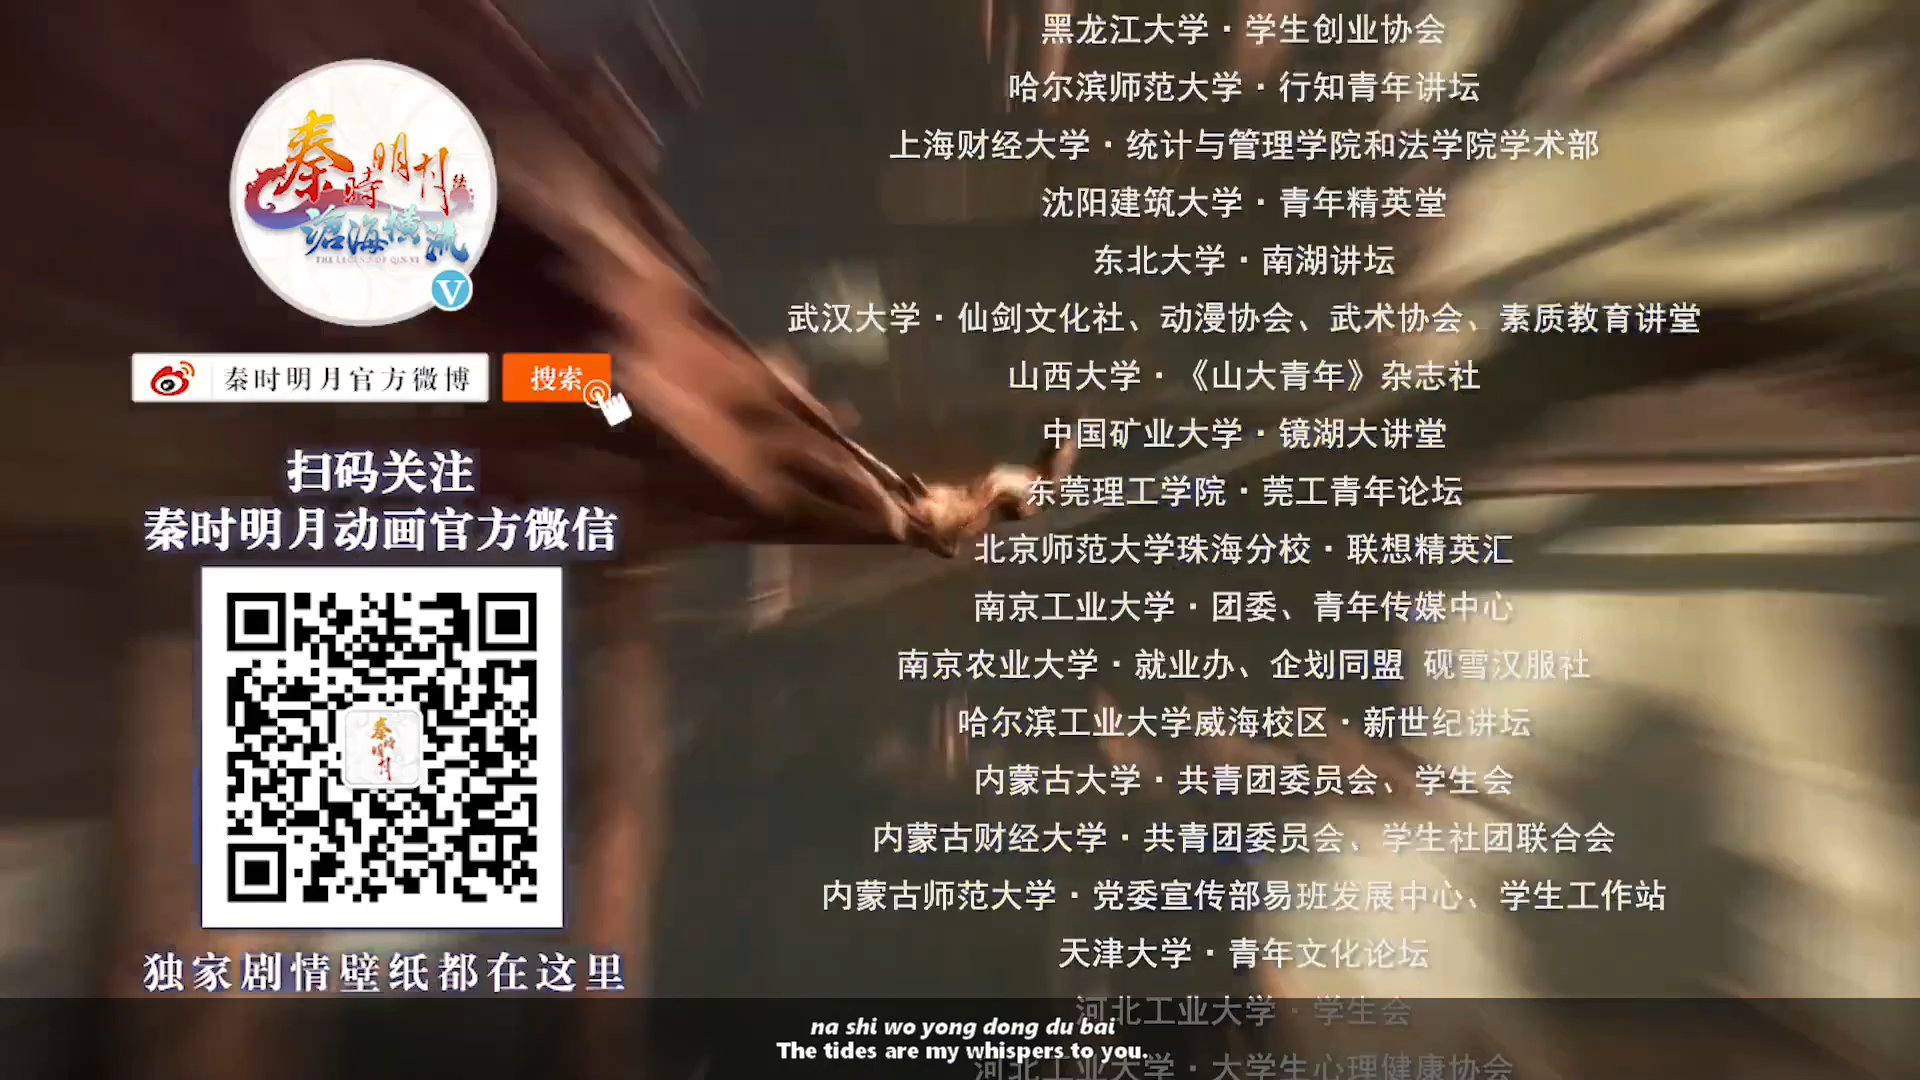 秦時明月
滄海橫流
THE LEGEND OF QIN VI
V
秦时明月官方微博
搜索
扫码关注
秦时明月动画官方微信
秦时明月
独家剧情壁纸都在这里
黑龙江大学·学生创业协会
哈尔滨师范大学·行知青年讲坛
上海财经大学·统计与管理学院和法学院学术部
沈阳建筑大学·青年精英堂
东北大学·南湖讲坛
武汉大学·仙剑文化社、动漫协会、武术协会、素质教育讲堂
山西大学·《山大青年》杂志社
中国矿业大学·镜湖大讲堂
东莞理工学院·莞工青年论坛
北京师范大学珠海分校·联想精英汇
南京工业大学·团委、青年传媒中心
南京农业大学·就业办、企划同盟 砚雪汉服社
哈尔滨工业大学威海校区·新世纪讲坛
内蒙古大学·共青团委员会、学生会
内蒙古财经大学·共青团委员会、学生社团联合会
内蒙古师范大学·党委宣传部易班发展中心、学生工作站
天津大学·青年文化论坛
河北工业大学·学生会
河北工业大学·大学生心理健康协会
na shi wo yong dong du bai
The tides are my whispers to you.